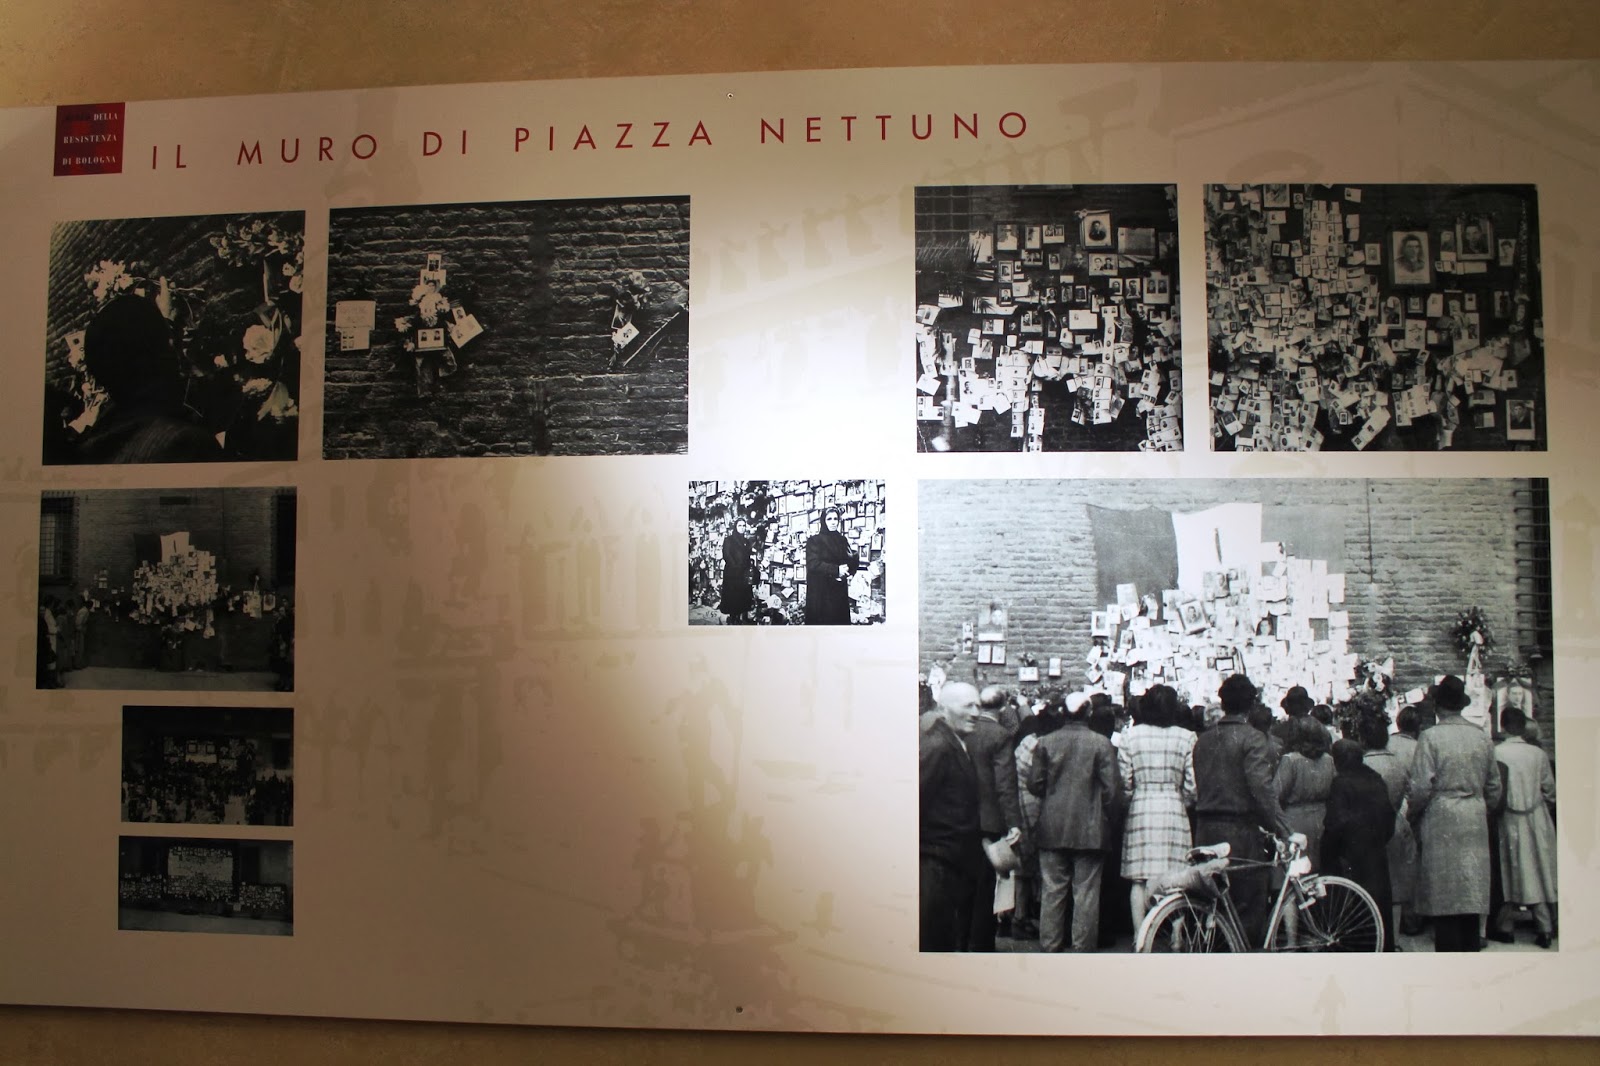 DELLA
RESISTENZA
DI BOLOGNA
IL MURO DI PIAZZA NETTUNO